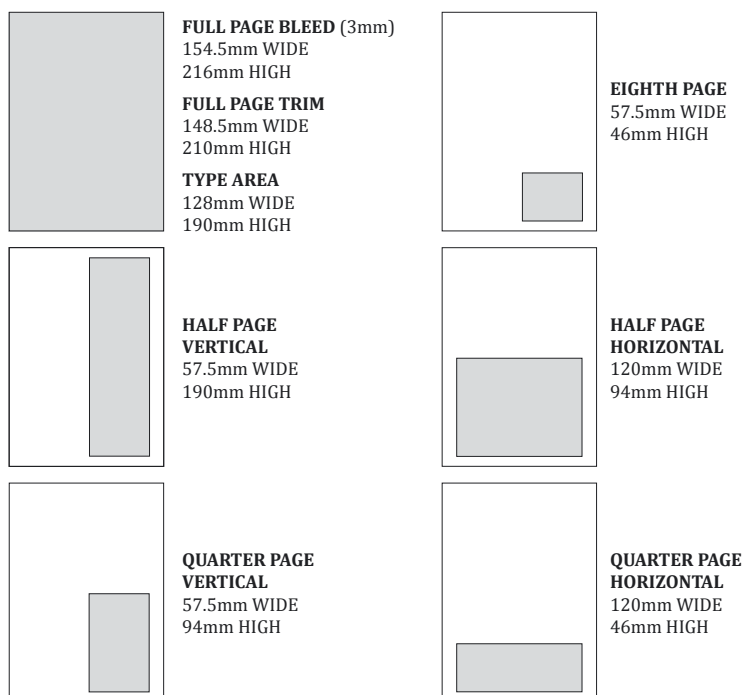 FULL PAGE BLEED (3mm)
154.5mm WIDE
216mm HIGH
FULL PAGE TRIM
148.5mm WIDE
210mm HIGH
TYPE AREA
128mm WIDE
190mm HIGH
EIGHTH PAGE
57.5mm WIDE
46mm HIGH
HALF PAGE
VERTICAL
57.5mm WIDE
190mm HIGH
HALF PAGE
HORIZONTAL
120mm WIDE
94mm HIGH
QUARTER PAGE
VERTICAL
57.5mm WIDE
94mm HIGH
QUARTER PAGE
HORIZONTAL
120mm WIDE
46mm HIGH